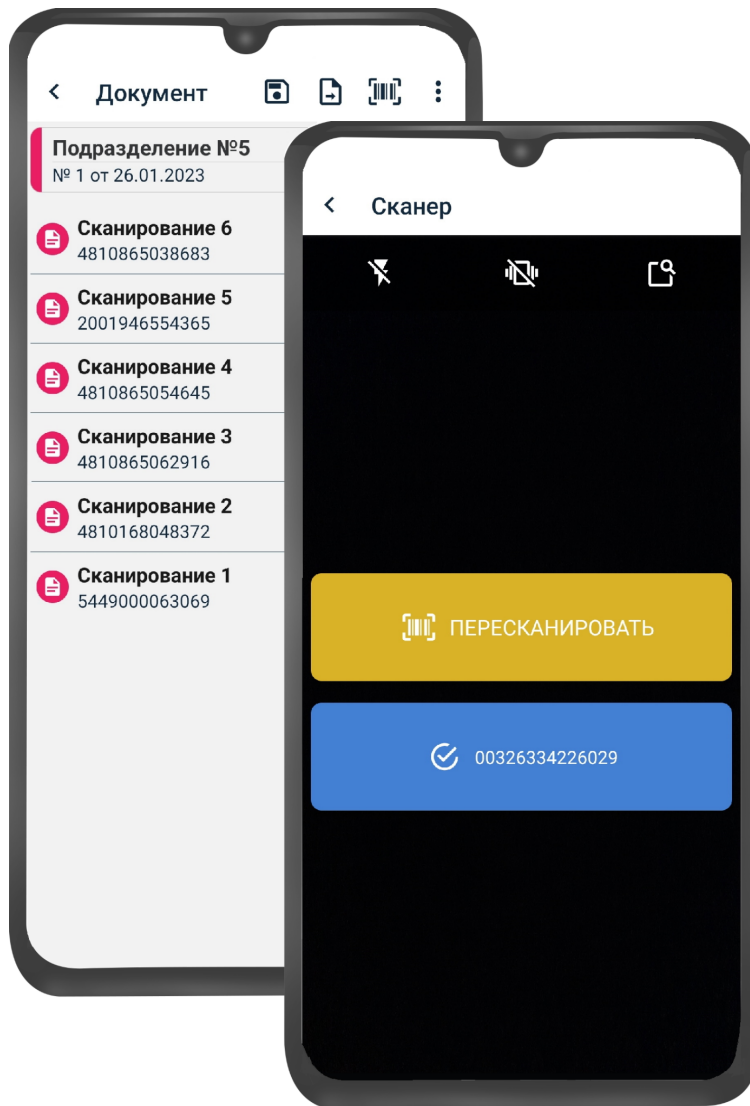 Документ
Подразделение №5
№ 1 от 26.01.2023
Сканирование 6
4810865038683
Сканирование 5
2001946554365
Сканирование 4
4810865054645
Сканирование 3
4810865062916
Сканирование 2
4810168048372
Сканирование 1
5449000063069
Сканер
ПЕРЕСКАНИРОВАТЬ
00326334226029